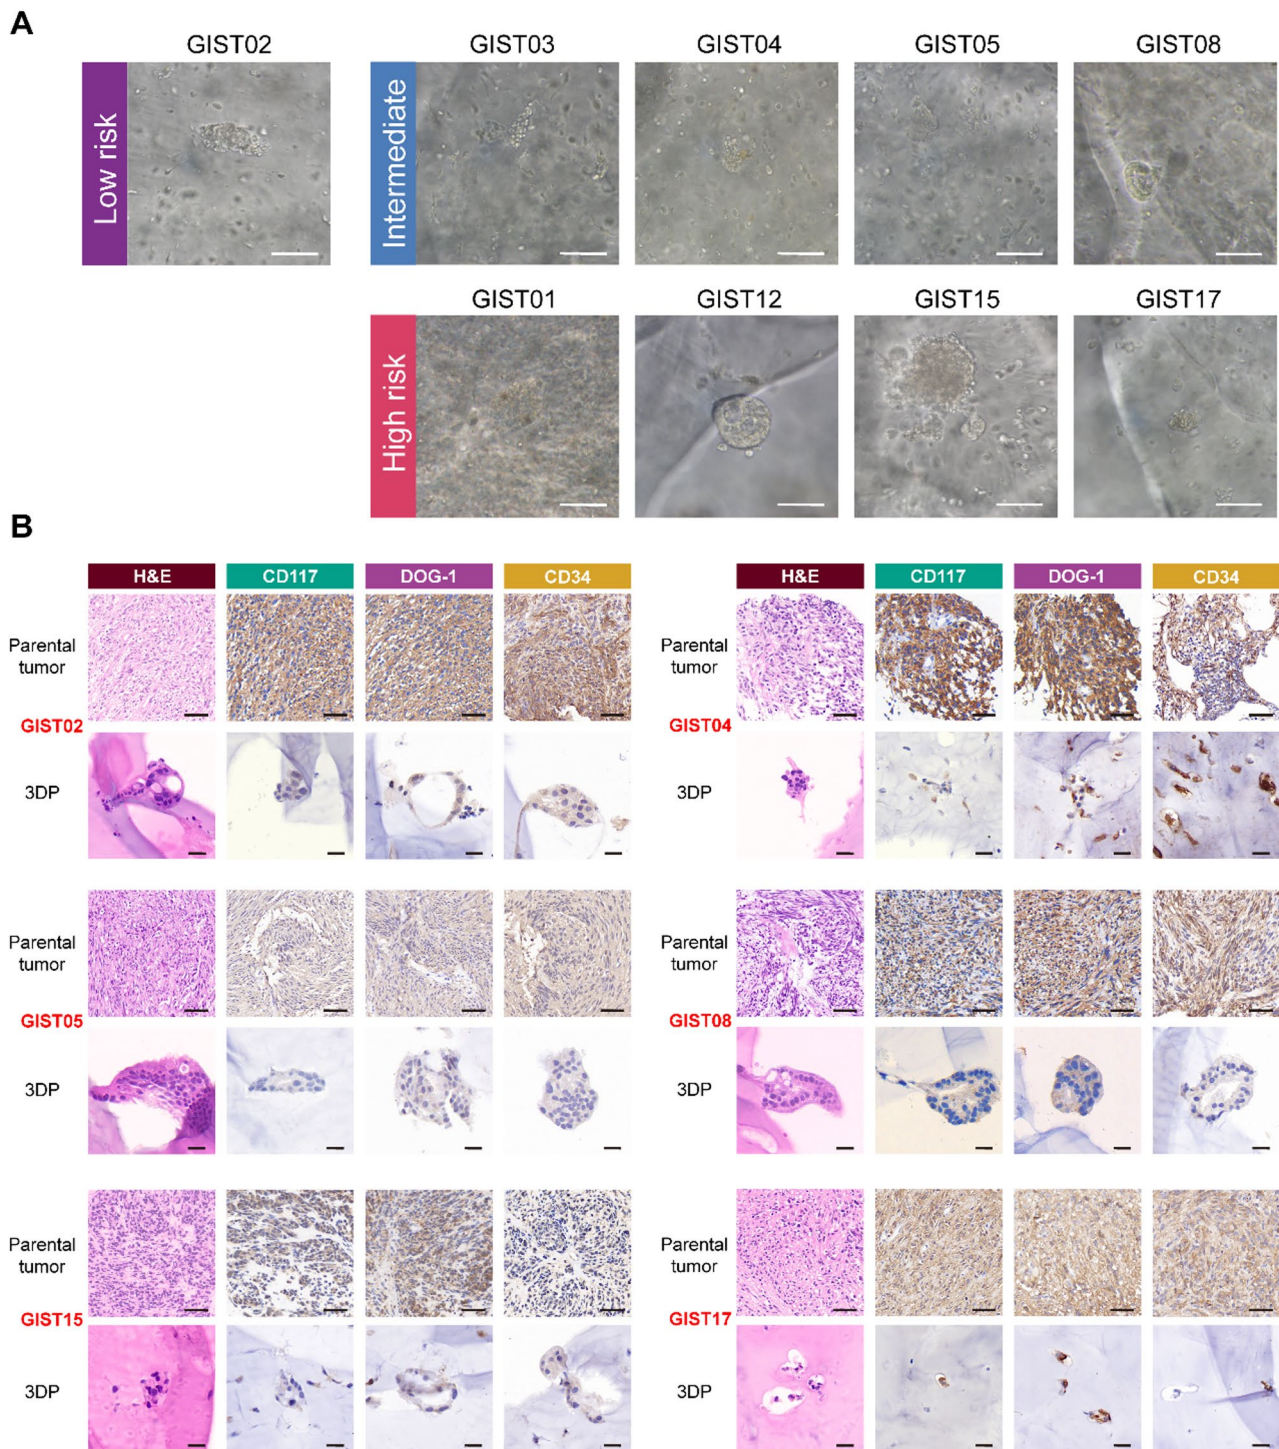 A
GIST02
GIST03
GIST04
GIST05
GIST08
Low risk
Intermediate
GIST01
GIST12
GIST15
GIST17
High risk
B
H&E
CD117
DOG-1
CD34
H&E
CD117
DOG-1
CD34
Parental
tumor
GIST02
3DP
Parental
tumor
GIST04
3DP
Parental
tumor
GIST05
3DP
Parental
tumor
GIST08
3DP
Parental
tumor
GIST15
3DP
Parental
tumor
GIST17
3DP